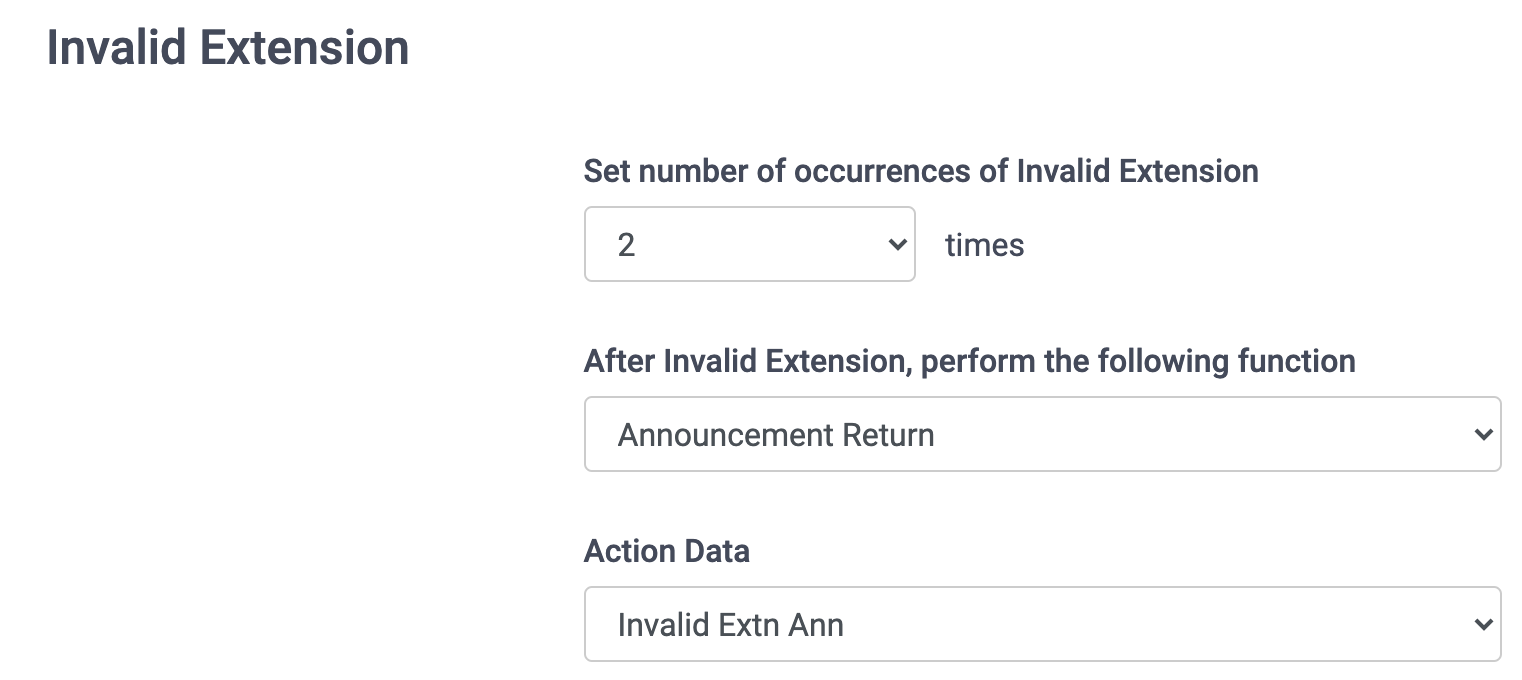 Invalid Extension
Set number of occurrences of Invalid Extension
2 times
After Invalid Extension, perform the following function
Announcement Return
Action Data
Invalid Extn Ann